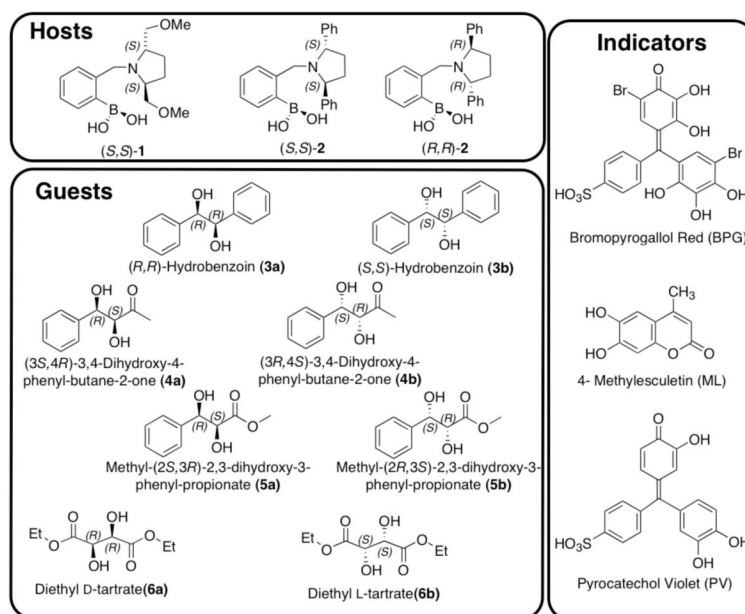 Hosts
OMe
(S)
N
(S)
B
OMe
HO OH
(S,S)-1
Ph
(S)
N
(S)
B
Ph
HO OH
(S,S)-2
Ph
(R)
N
(R)
B
Ph
HO OH
(R,R)-2
Guests
OH
(R)
(R)
OH
(R,R)-Hydrobenzoin (3a)
OH
(S)
(S)
OH
(S,S)-Hydrobenzoin (3b)
OH O
(S)
(R)
OH
(3S,4R)-3,4-Dihydroxy-4-
phenyl-butane-2-one (4a)
OH O
(R)
(S)
OH
(3R,4S)-3,4-Dihydroxy-4-
phenyl-butane-2-one (4b)
OH O
(S)
(R)
O
OH
Methyl-(2S,3R)-2,3-dihydroxy-3-
phenyl-propionate (5a)
OH O
(R)
(S)
O
OH
Methyl-(2R,3S)-2,3-dihydroxy-3-
phenyl-propionate (5b)
O OH
Et O (R) (R) O Et
OH O
Diethyl D-tartrate(6a)
O OH
Et O (S) (S) O Et
OH O
Diethyl L-tartrate(6b)
Indicators
O
Br OH
OH
Br
HO3S
HO OH
OH
Bromopyrogallol Red (BPG)
CH3
HO
HO O O
4- Methylesculetin (ML)
O
OH
HO3S
OH
HO
Pyrocatechol Violet (PV)